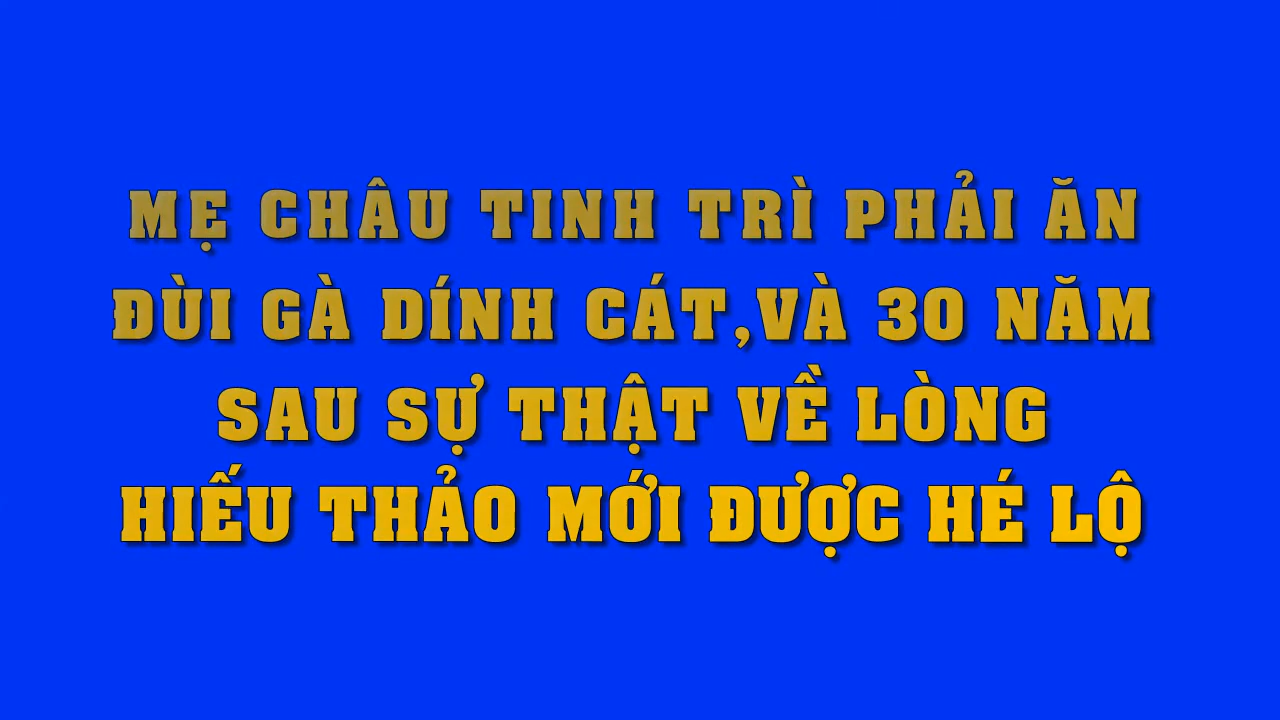 MẸ CHÂU TINH TRÌ PHẢI ĂN
ĐÙI GÀ DÍNH CÁT,VÀ 30 NĂM
SAU SỰ THẬT VỀ LÒNG
HIẾU THẢO MỚI ĐƯỢC HÉ LỘ